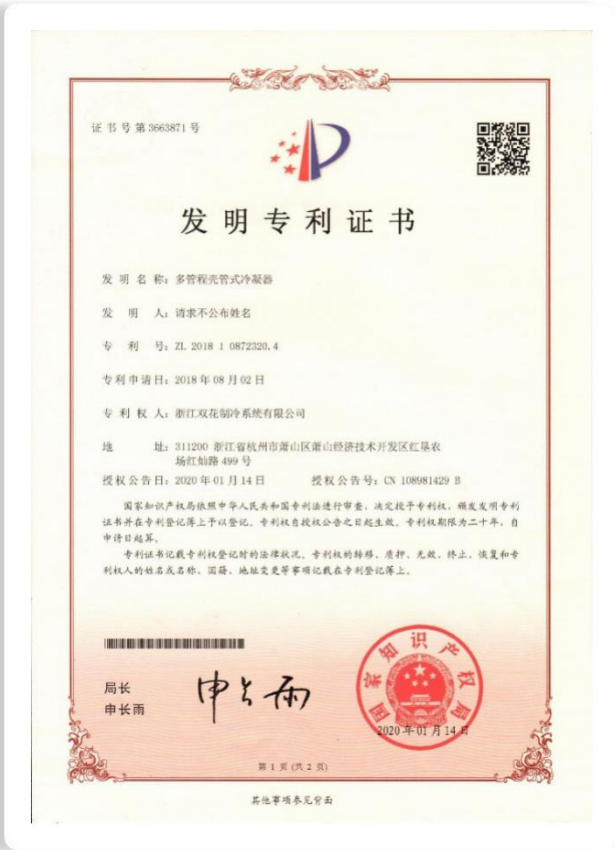 证书号第3663871号
发明专利证书
发 明 名 称：多管程壳管式冷凝器
发 明 人：请求不公布姓名
专 利 号：ZL 2018 1 0872320.4
专利申请日：2018年08月02日
专 利 权 人：浙江双花制冷系统有限公司
地 址：311200 浙江省杭州市萧山区萧山经济技术开发区红垦农
场红灿路499号
授权公告日：2020年01月14日 授权公告号：CN 108981429 B
国家知识产权局依照中华人民共和国专利法进行审查，决定授予专利权，颁发发明专利
证书并在专利登记簿上予以登记。专利权自授权公告之日起生效。专利权期限为二十年，自
申请日起算。
专利证书记载专利权登记时的法律状况。专利权的转移、质押、无效、终止、恢复和专
利权人的姓名或名称、国籍、地址变更等事项记载在专利登记簿上。
局长
申长雨
申长雨
国家知识产权局
2020年01月14日
第 1 页 (共 2 页)
其他事项参见背面